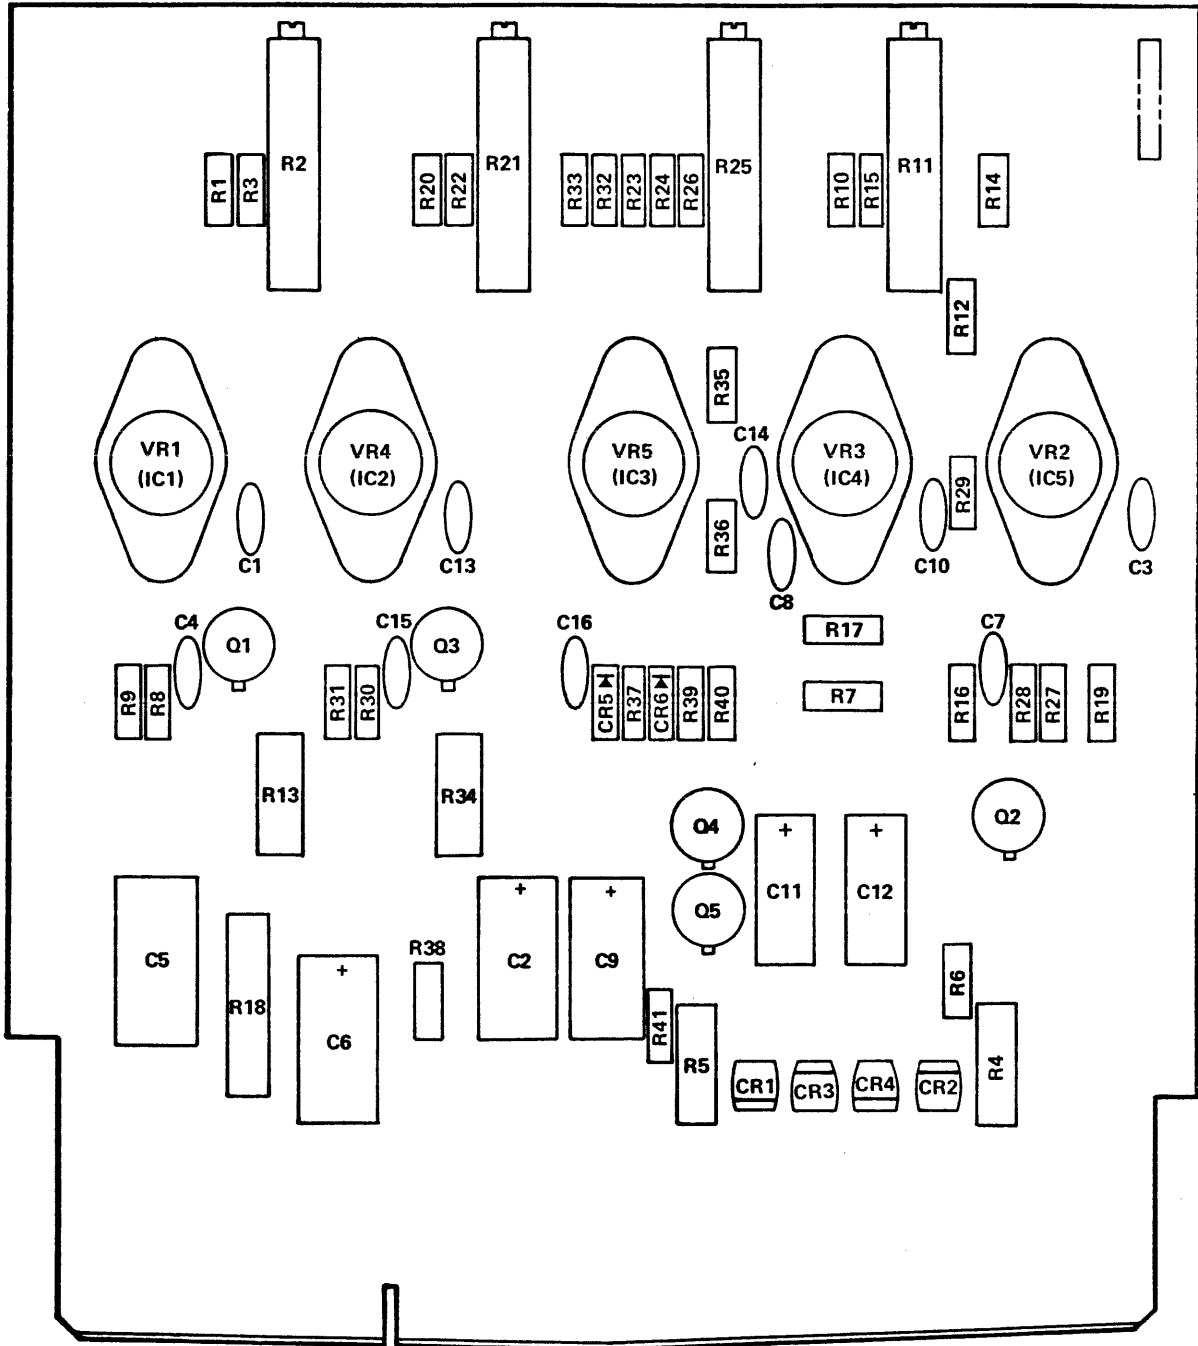 R1
R3
R2
R20
R22
R21
R33
R32
R23
R24
R26
R25
R10
R15
R11
R14
R12
R35
VR1
(IC1)
VR4
(IC2)
VR5
(IC3)
C14
VR3
(IC4)
R29
VR2
(IC5)
C1
C13
R36
C8
C10
C3
C4
Q1
C15
Q3
C16
R17
C7
R9
R8
R31
R30
CR5
R37
CR6
R39
R40
R7
R16
R28
R27
R19
R13
R34
Q4
+
C11
+
C12
Q2
C5
R18
+
C6
R38
+
C2
+
C9
Q5
R41
R5
R6
R4
CR1
CR3
CR4
CR2